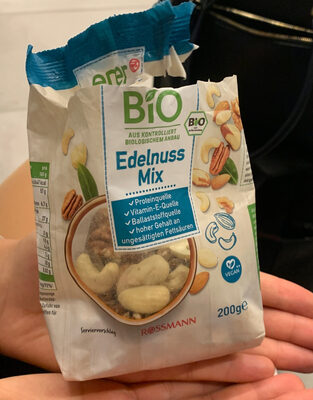 ener
BiO
AUS KONTROLLIERT
BIOLOGISCHEM ANBAU
BIO
Edelnuss
Mix
✓ Proteinquelle
✓ Vitamin-E-Quelle
✓ Ballaststoffquelle
✓ hoher Gehalt an
ungesättigten Fettsäuren
VEGAN
Serviervorschlag
ROSSMANN
200g